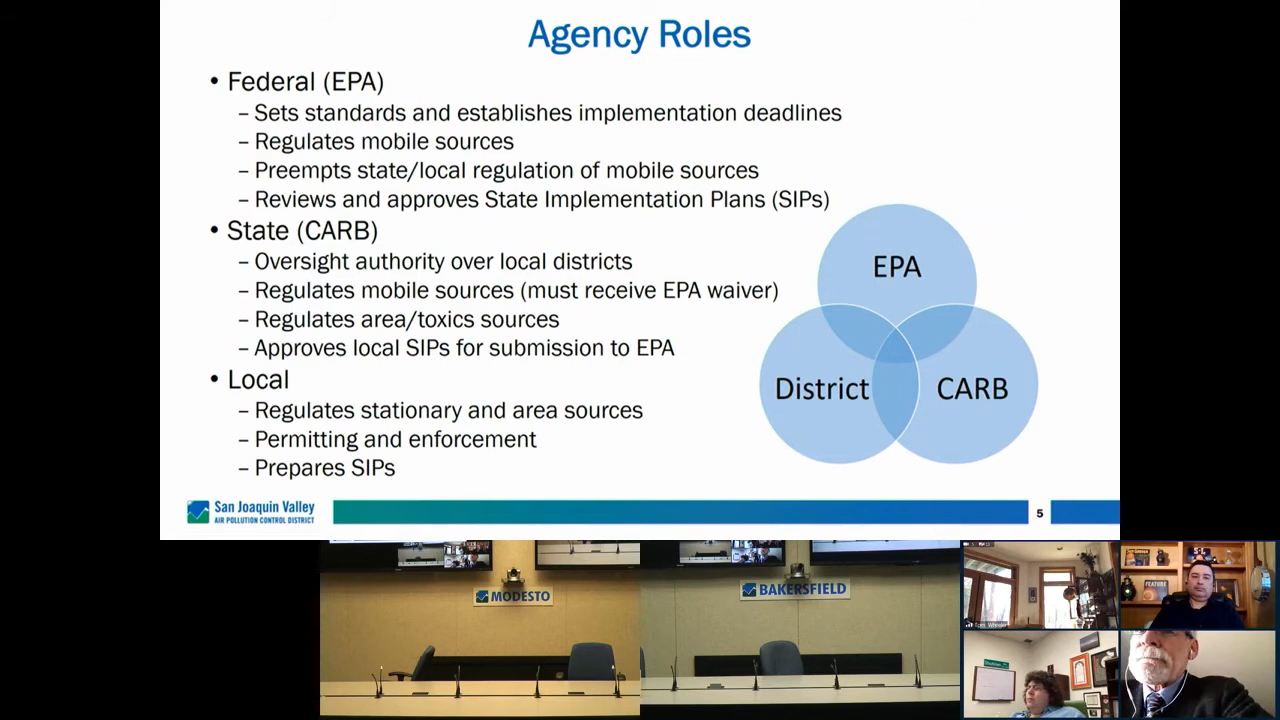 Agency Roles
• Federal (EPA)
– Sets standards and establishes implementation deadlines
– Regulates mobile sources
– Preempts state/local regulation of mobile sources
– Reviews and approves State Implementation Plans (SIPs)
• State (CARB)
– Oversight authority over local districts
– Regulates mobile sources (must receive EPA waiver)
– Regulates area/toxics sources
– Approves local SIPs for submission to EPA
• Local
– Regulates stationary and area sources
– Permitting and enforcement
– Prepares SIPs
EPA
District
CARB
San Joaquin Valley
AIR POLLUTION CONTROL DISTRICT
5
MODESTO
BAKERSFIELD
FEATURE